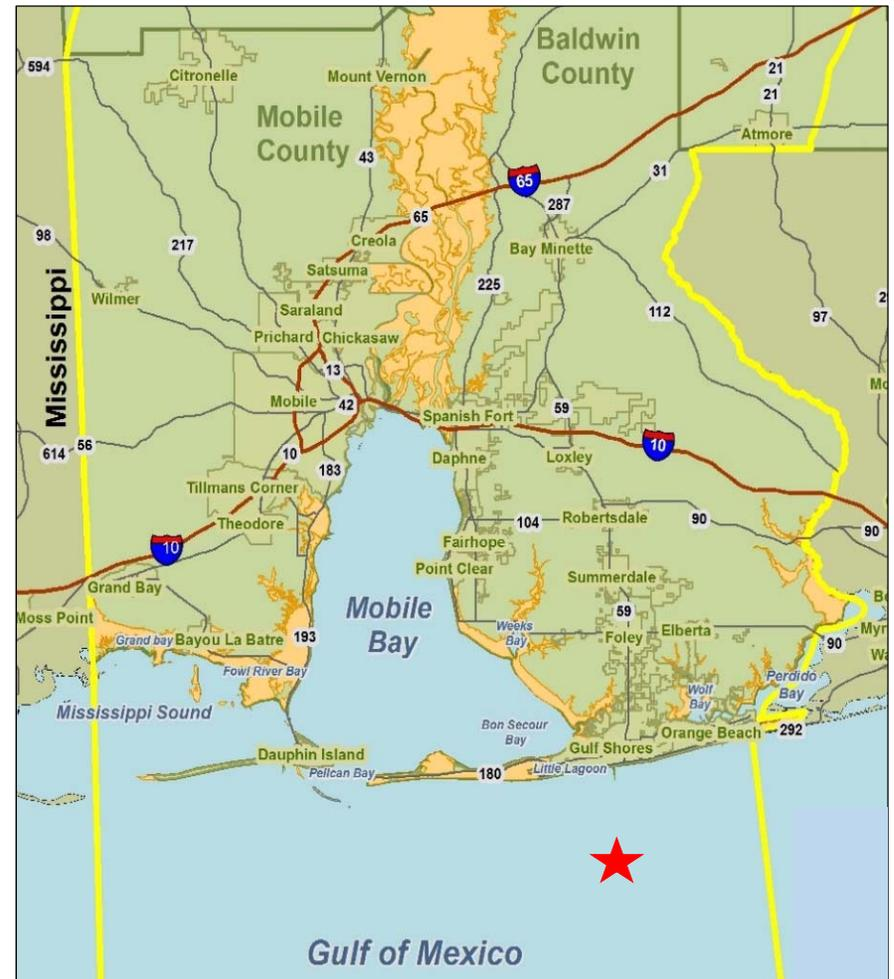 Baldwin
County
21
594
Citronelle
Mount Vernon
21
Mobile
County
Atmore
43
31
65
287
65
98
217
Creola
Bay Minette
Satsuma
225
Mississippi
Wilmer
Saraland
112
97
Prichard
Chickasaw
13
Mobile
42
Spanish Fort
59
614
56
10
183
Daphne
Loxley
10
Tillmans Corner
Theodore
104
Robertsdale
90
90
10
Fairhope
Point Clear
Summerdale
Grand Bay
Mobile
Bay
59
Moss Point
Grand bay
Bayou La Batre
193
Weeks
Bay
Foley
Elberta
90
Fowl River Bay
Perdido
Bay
Wolf
Bay
Mississippi Sound
Bon Secour
Bay
Orange Beach
292
Dauphin Island
Gulf Shores
Pelican Bay
180
Little Lagoon
Gulf of Mexico